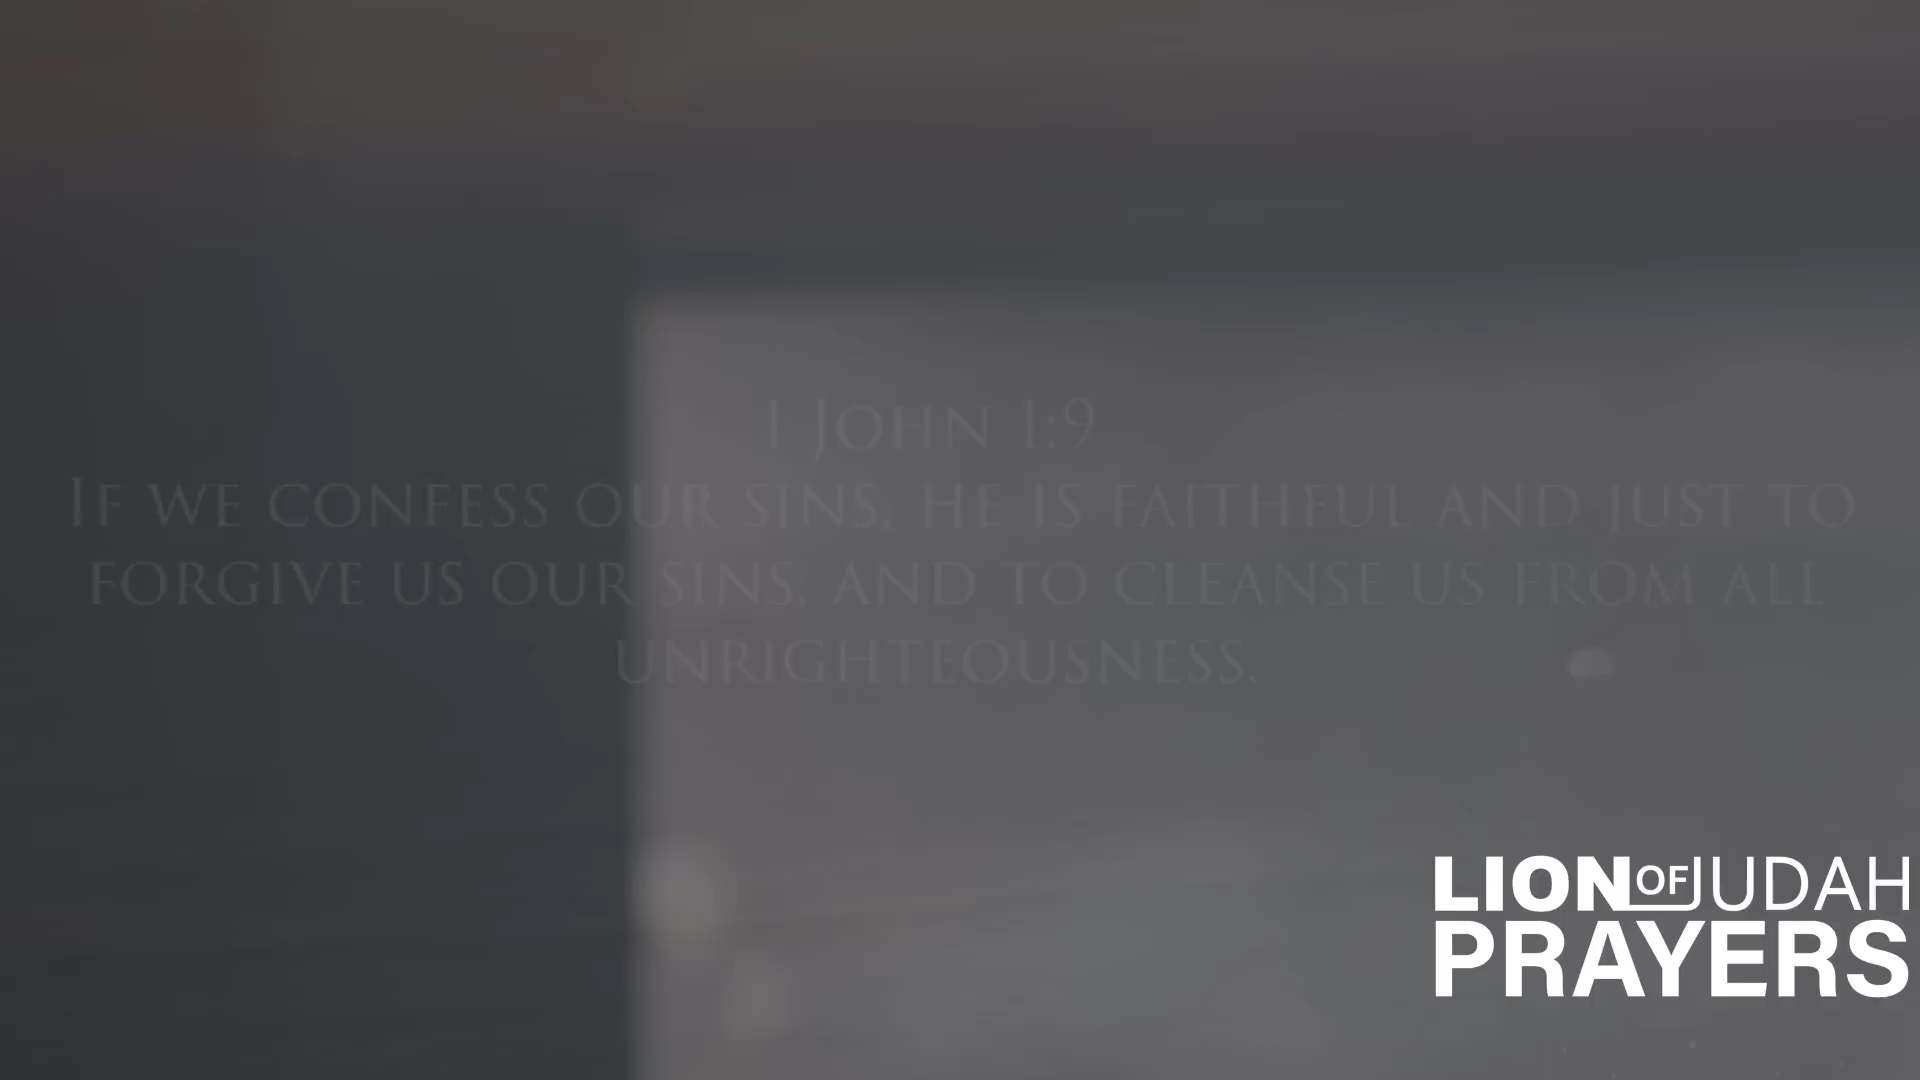 1 John 1:9
If we confess our sins, he is faithful and just to
forgive us our sins, and to cleanse us from all
unrighteousness.
LION OF JUDAH
PRAYERS